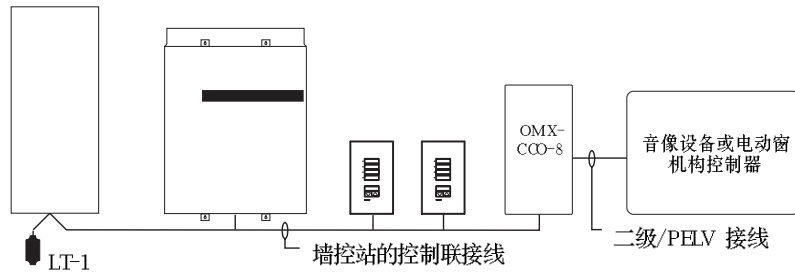 OMX-
CCO-8
音像设备或电动窗
机构控制器
LT-1
墙控站的控制联接线
二级/PELV 接线